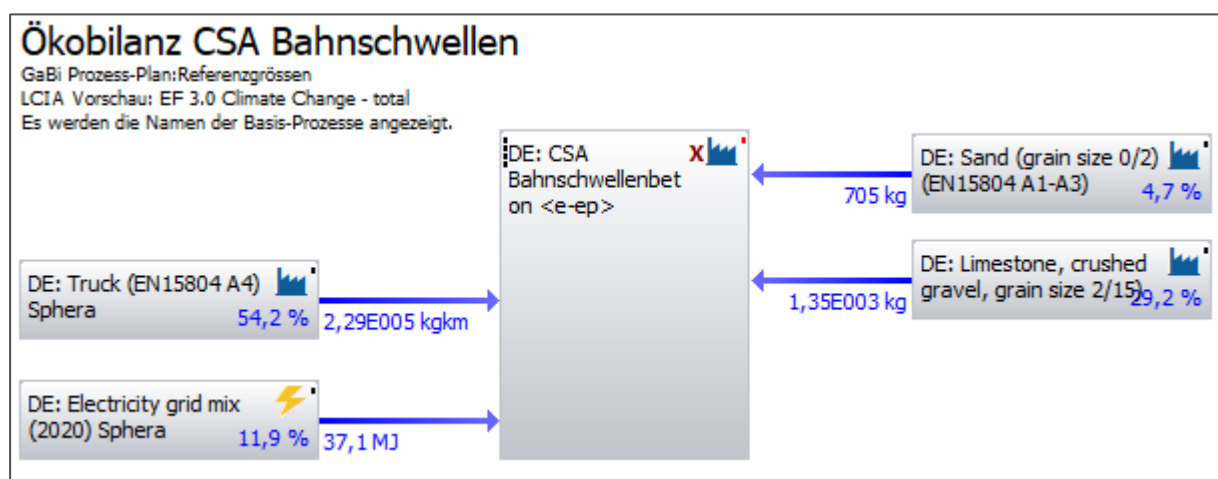 Ökobilanz CSA Bahnschwellen
GaBi Prozess-Plan:Referenzgrössen
LCIA Vorschau: EF 3.0 Climate Change - total
Es werden die Namen der Basis-Prozesse angezeigt.
DE: CSA
Bahnschwellenbet
on <e-ep>
X
DE: Sand (grain size 0/2)
(EN15804 A1-A3)
4,7 %
705 kg
DE: Limestone, crushed
gravel, grain size 2/15)
29,2 %
1,35E003 kg
DE: Truck (EN15804 A4)
Sphera
54,2 %
2,29E005 kgkm
DE: Electricity grid mix
(2020) Sphera
11,9 %
37,1 MJ